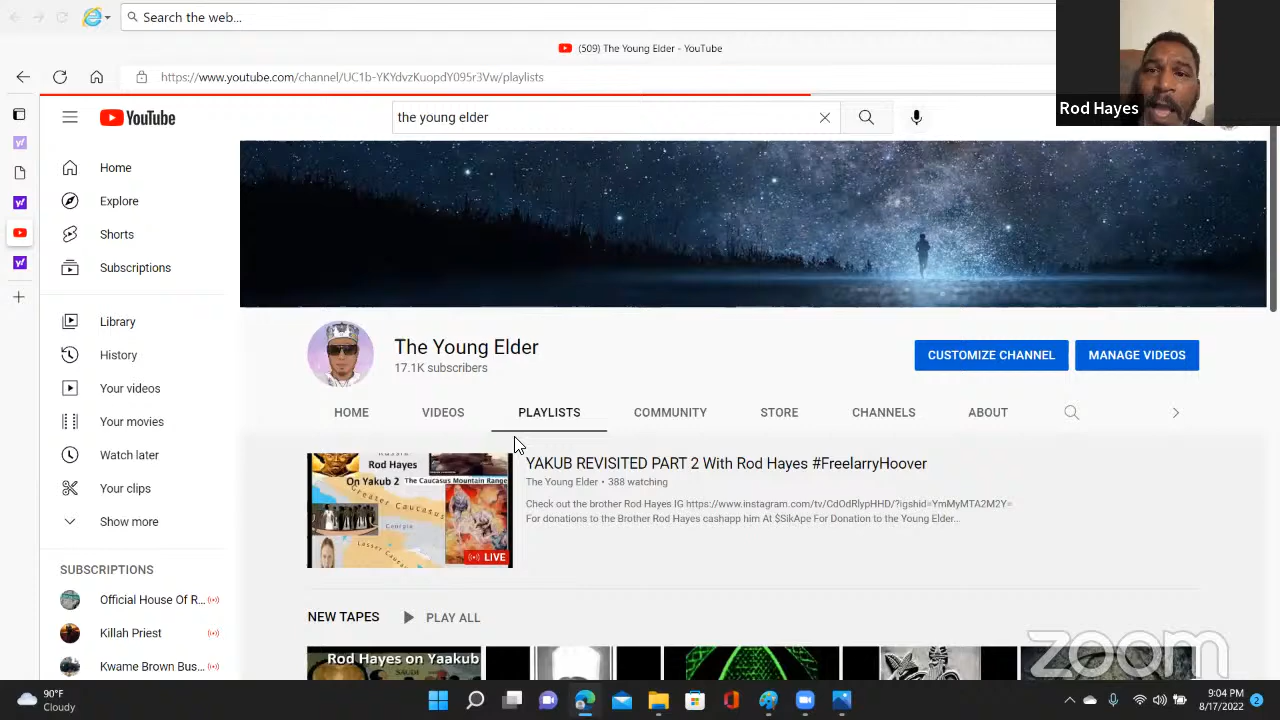 Search the web...
(509) The Young Elder - YouTube
https://www.youtube.com/channel/UC1b-YKYdvzKuopdY095r3Vw/playlists
Rod Hayes
YouTube
the young elder
Home
Explore
Shorts
Subscriptions
Library
History
Your videos
Your movies
Watch later
Your clips
Show more
SUBSCRIPTIONS
Official House Of R...
Killah Priest
Kwame Brown Bus...
The Young Elder
17.1K subscribers
CUSTOMIZE CHANNEL
MANAGE VIDEOS
HOME VIDEOS PLAYLISTS COMMUNITY STORE CHANNELS ABOUT
Rod Hayes
On Yakub 2 The Caucasus Mountain Range
Greater Caucasus
Georgia
Lesser
LIVE
YAKUB REVISITED PART 2 With Rod Hayes #FreelarryHoover
The Young Elder • 388 watching
Check out the brother Rod Hayes IG https://www.instagram.com/tv/CdOdRlypHHD/?igshid=YmMyMTA2M2Y=
For donations to the Brother Rod Hayes cashapp him At $SikApe For Donation to the Young Elder...
NEW TAPES PLAY ALL
Rod Hayes on Yaakub
SAUDI
zoom
90°F
Cloudy
9:04 PM
8/17/2022
2